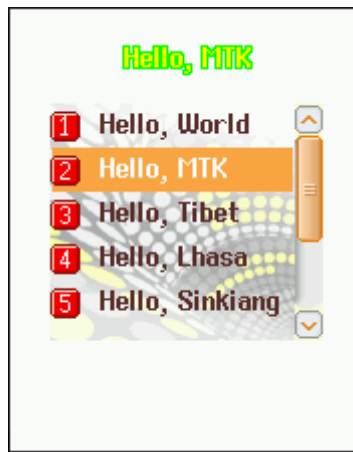 Hello, MTK
1 Hello, World
2 Hello, MTK
3 Hello, Tibet
4 Hello, Lhasa
5 Hello, Sinkiang